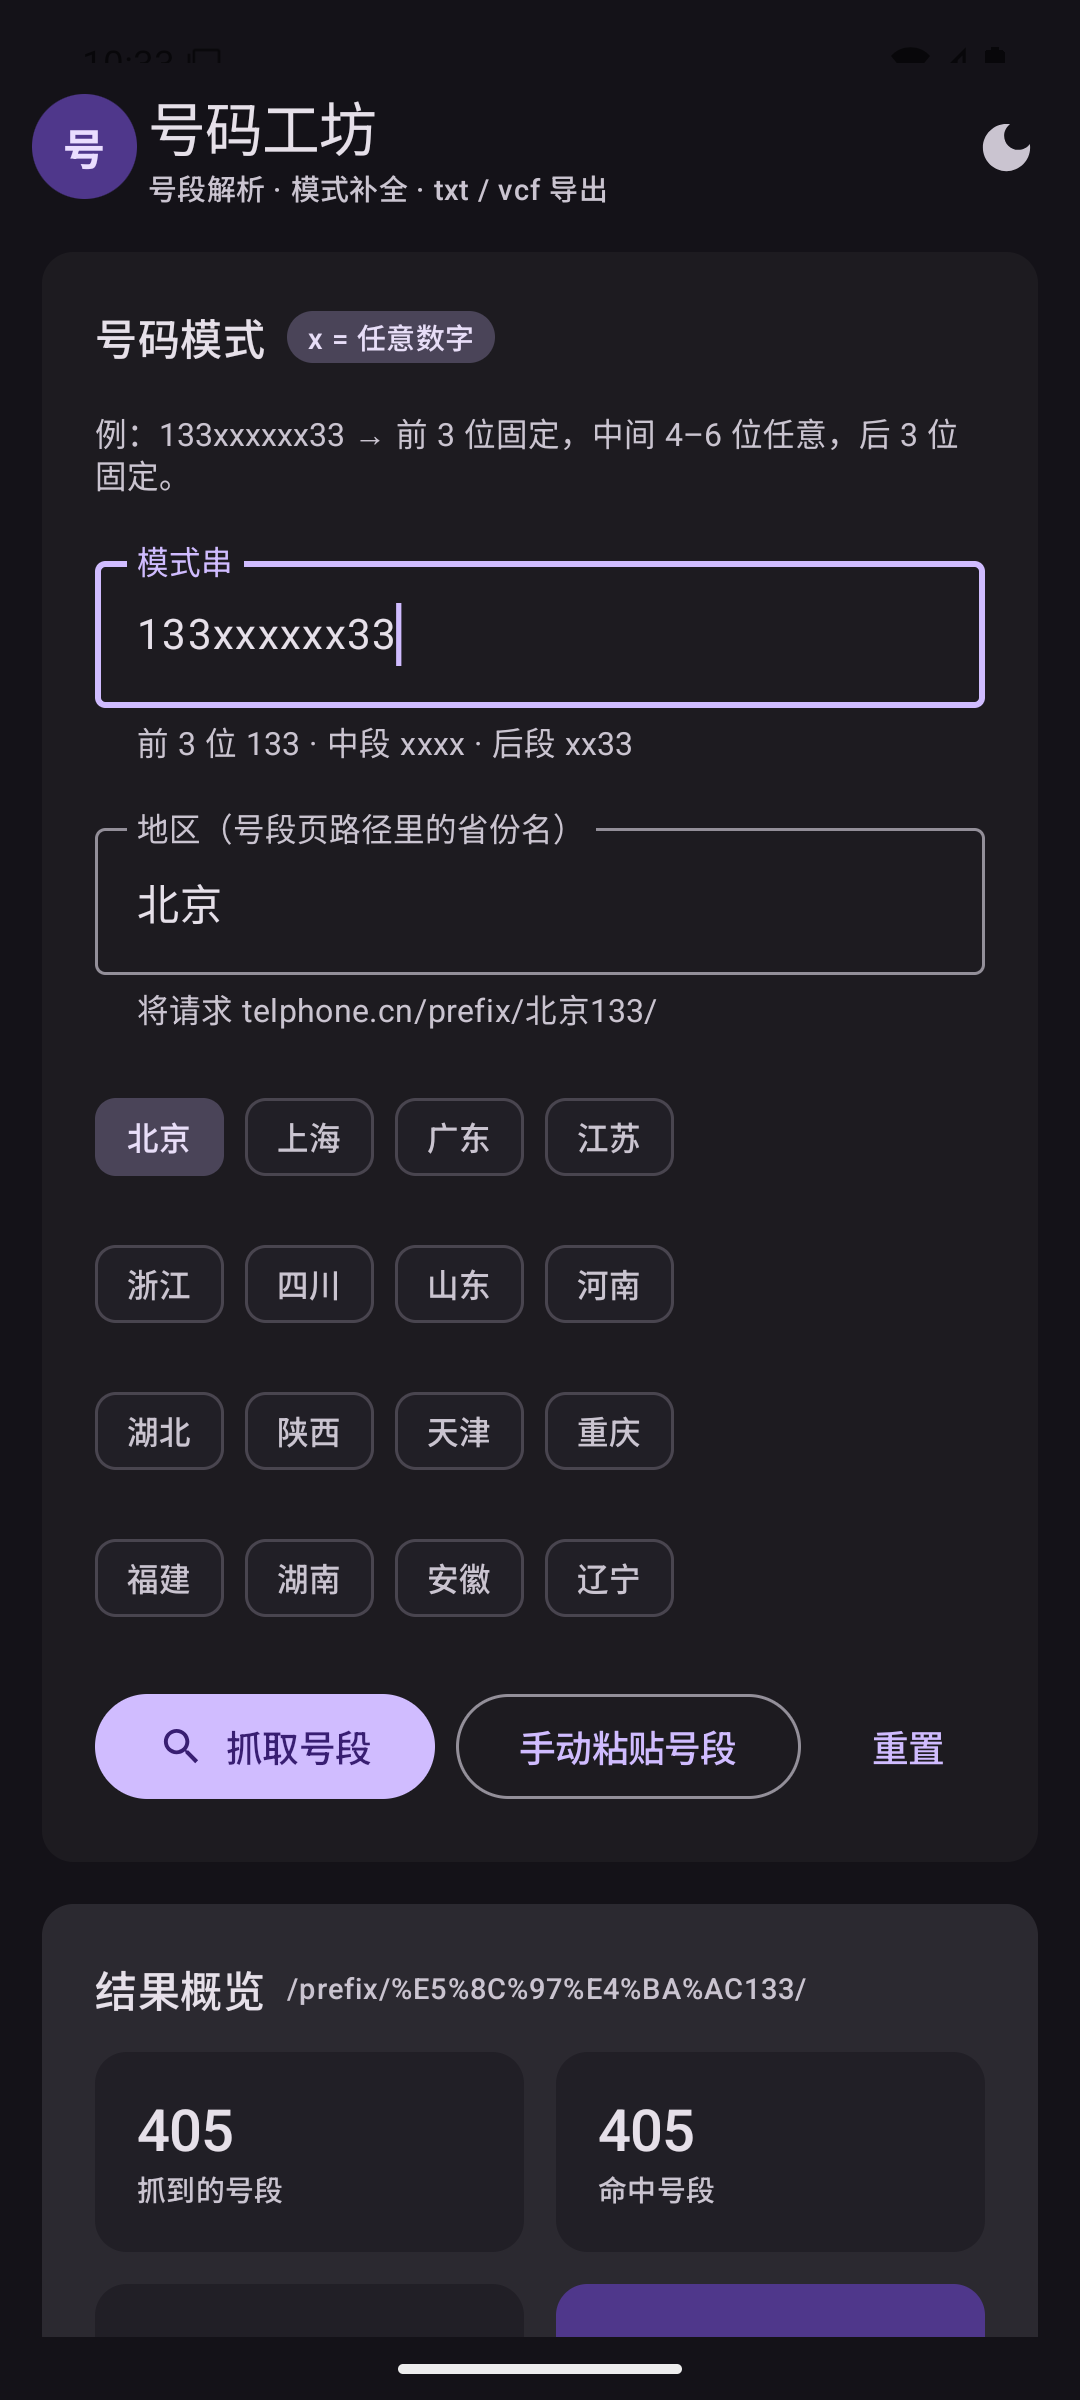 号
号码工坊
号段解析 · 模式补全 · txt / vcf 导出
号码模式
x = 任意数字
例：133xxxxxx33 → 前 3 位固定，中间 4–6 位任意，后 3 位
固定。
模式串
133xxxxxx33
前 3 位 133 · 中段 xxxx · 后段 xx33
地区（号段页路径里的省份名）
北京
将请求 telphone.cn/prefix/北京133/
北京 上海 广东 江苏
浙江 四川 山东 河南
湖北 陕西 天津 重庆
福建 湖南 安徽 辽宁
抓取号段 手动粘贴号段 重置
结果概览 /prefix/%E5%8C%97%E4%BA%AC133/
405 405
抓到的号段 命中号段